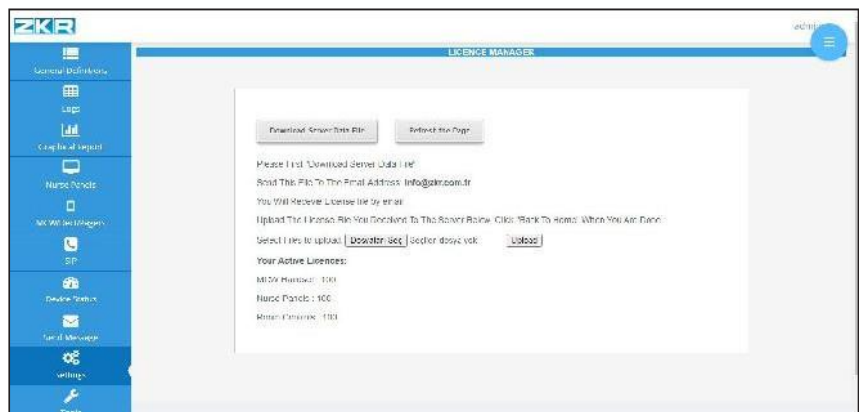 ZKR
LICENCE MANAGER
General Definitions
Logs
Graphical Report
Nurse Panels
SIP
Device Status
Send Message
settings
Download Server Data File
Refresh the Page
Please First "Download Server Data File"
Send This File To The Email Address: info@zkr.com.tr
You Will Receive License file by email
Upload The License File You Received To The Server Below. Click "Back To Home" When You Are Done
Select Files to upload: Dosyaları Seç Seçilen dosya yok Upload
Your Active Licences:
Nurse Panels : 100